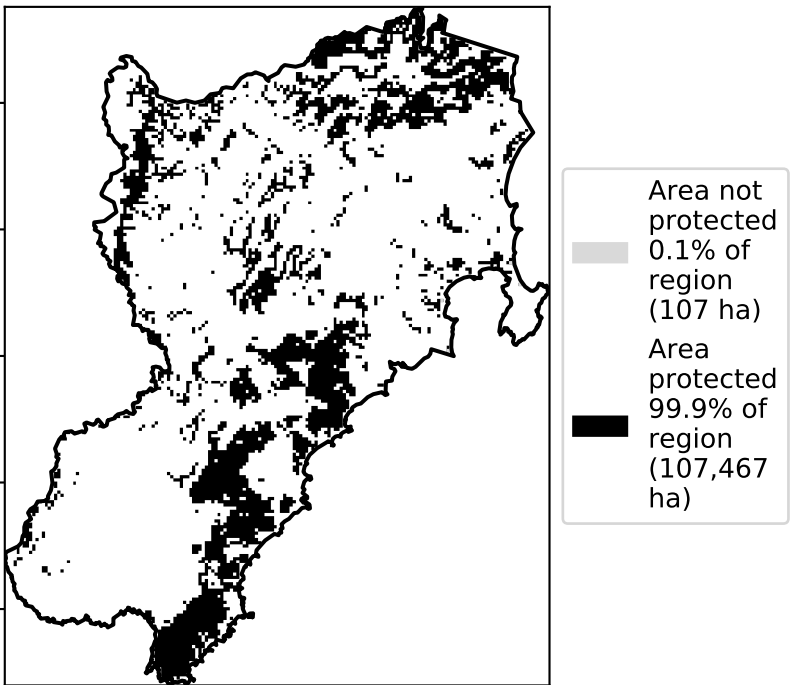 Area not
protected
0.1% of
region
(107 ha)
Area
protected
99.9% of
region
(107,467
ha)